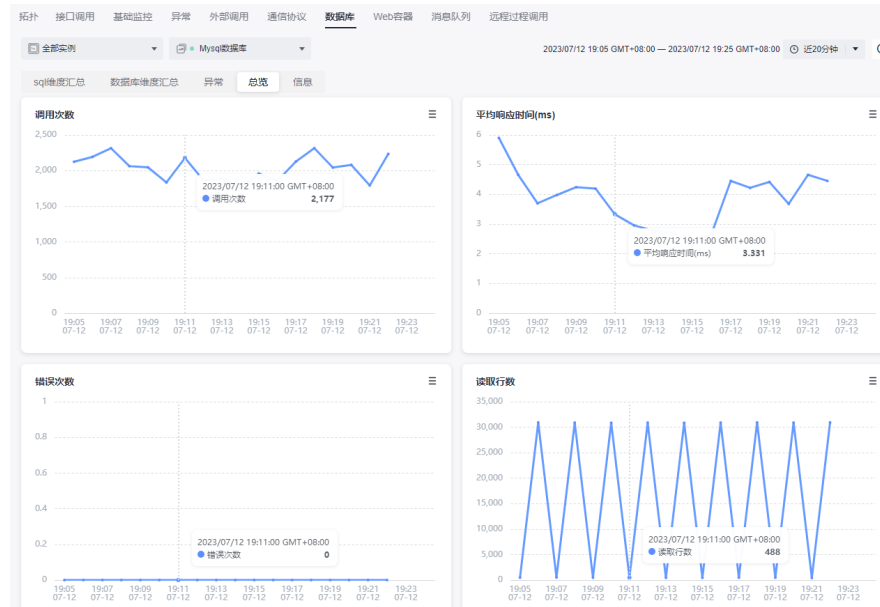 拓扑 接口调用 基础监控 异常 外部调用 通信协议 数据库 Web容器 消息队列 远程过程调用
全部实例 Mysql数据库 2023/07/12 19:05 GMT+08:00 — 2023/07/12 19:25 GMT+08:00 近20分钟
sql维度汇总 数据库维度汇总 异常 总览 信息
调用次数
2,500
2,000
1,500
1,000
500
0
2023/07/12 19:11:00 GMT+08:00
调用次数 2,177
19:05 19:07 19:09 19:11 19:13 19:15 19:17 19:19 19:21 19:23
07-12 07-12 07-12 07-12 07-12 07-12 07-12 07-12 07-12 07-12
平均响应时间(ms)
6
5
4
3
2
1
0
2023/07/12 19:11:00 GMT+08:00
平均响应时间(ms) 3.331
19:05 19:07 19:09 19:11 19:13 19:15 19:17 19:19 19:21 19:23
07-12 07-12 07-12 07-12 07-12 07-12 07-12 07-12 07-12 07-12
错误次数
1
0.8
0.6
0.4
0.2
0
2023/07/12 19:11:00 GMT+08:00
错误次数 0
19:05 19:07 19:09 19:11 19:13 19:15 19:17 19:19 19:21 19:23
07-12 07-12 07-12 07-12 07-12 07-12 07-12 07-12 07-12 07-12
读取行数
35,000
30,000
25,000
20,000
15,000
10,000
5,000
0
2023/07/12 19:11:00 GMT+08:00
读取行数 488
19:05 19:07 19:09 19:11 19:13 19:15 19:17 19:19 19:21 19:23
07-12 07-12 07-12 07-12 07-12 07-12 07-12 07-12 07-12 07-12